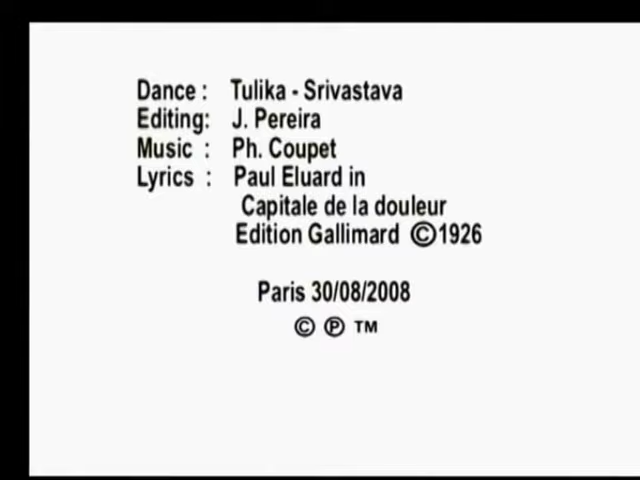 Dance : Tulika - Srivastava
Editing: J. Pereira
Music : Ph. Coupet
Lyrics : Paul Eluard in
Capitale de la douleur
Edition Gallimard ©1926
Paris 30/08/2008
© ℗ ™